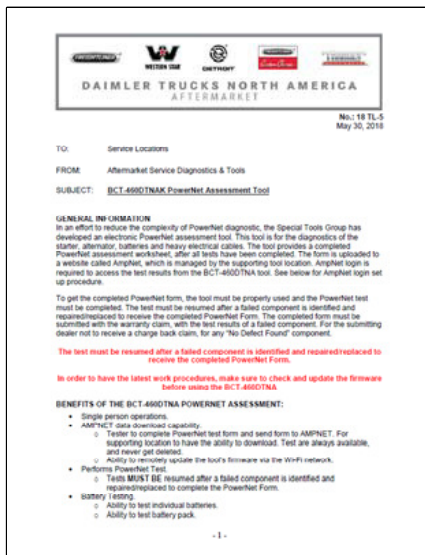 FREIGHTLINER
WESTERN STAR
DETROIT
DAIMLER TRUCKS NORTH AMERICA
AFTERMARKET
No.: 18 TL-5
May 30, 2018
TO: Service Locations
FROM: Aftermarket Service Diagnostics & Tools
SUBJECT: BCT-460DTNAK PowerNet Assessment Tool
GENERAL INFORMATION
In an effort to reduce the complexity of PowerNet diagnostic, the Special Tools Group has
developed an electronic PowerNet assessment tool. This tool is for the diagnostics of the
starter, alternator, batteries and heavy electrical cables. The tool provides a completed
PowerNet assessment worksheet, after all tests have been completed. The form is uploaded
to a website called AmpNet, which is managed by the supporting tool location. AmpNet login is
required to access the test results from the BCT-460DTNA tool. See below for AmpNet login set
up procedure.
To get the completed PowerNet form, the tool must be properly used and the PowerNet test
must be completed. The test must be resumed after a failed component is identified and
repaired/replaced to receive the completed PowerNet Form. The completed form must be
submitted with the warranty claim, with the test results of a failed component. For the submitting
dealer not to receive a charge back claim, for any "No Defect Found" component.
The test must be resumed after a failed component is identified and repaired/replaced to
receive the completed PowerNet Form.
In order to have the latest work procedures, make sure to check and update the firmware
before using the BCT-460DTNA
BENEFITS OF THE BCT-460DTNA POWERNET ASSESSMENT:
• Single person operations.
• AMPNET data download capability.
o Tester to complete PowerNet test form and send form to AMPNET. For
supporting location to have the ability to download. Test are always available,
and never get deleted.
o Ability to remotely update the tool's firmware via the Wi-Fi network.
• Performs PowerNet Test.
o Tests MUST BE resumed after a failed component is identified and
repaired/replaced to complete the PowerNet Form.
• Battery Testing.
o Ability to test individual batteries.
o Ability to test battery pack.
- 1 -